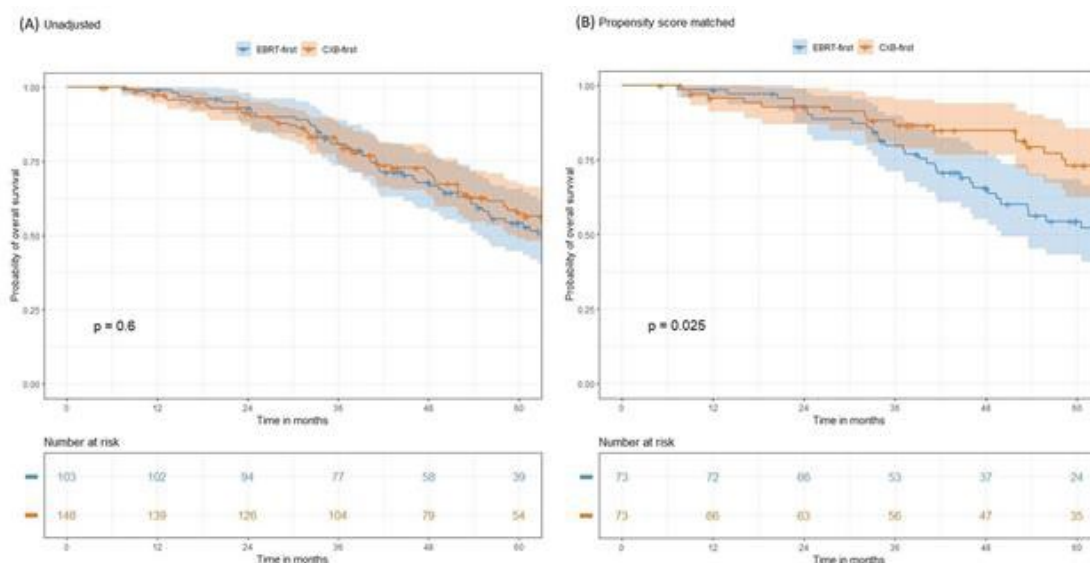 (A) Unadjusted
EBRT-first CXB-first
1.00
0.75
0.50
0.25
0.00
Probability of overall survival
p = 0.6
0 12 24 36 48 60
Time in months
Number at risk
103 102 94 77 58 39
148 139 126 104 79 54
0 12 24 36 48 60
Time in months
(B) Propensity score matched
EBRT-first CXB-first
1.00
0.75
0.50
0.25
0.00
Probability of overall survival
p = 0.025
0 12 24 36 48 60
Time in months
Number at risk
73 72 66 53 37 24
73 66 63 56 47 35
0 12 24 36 48 60
Time in months